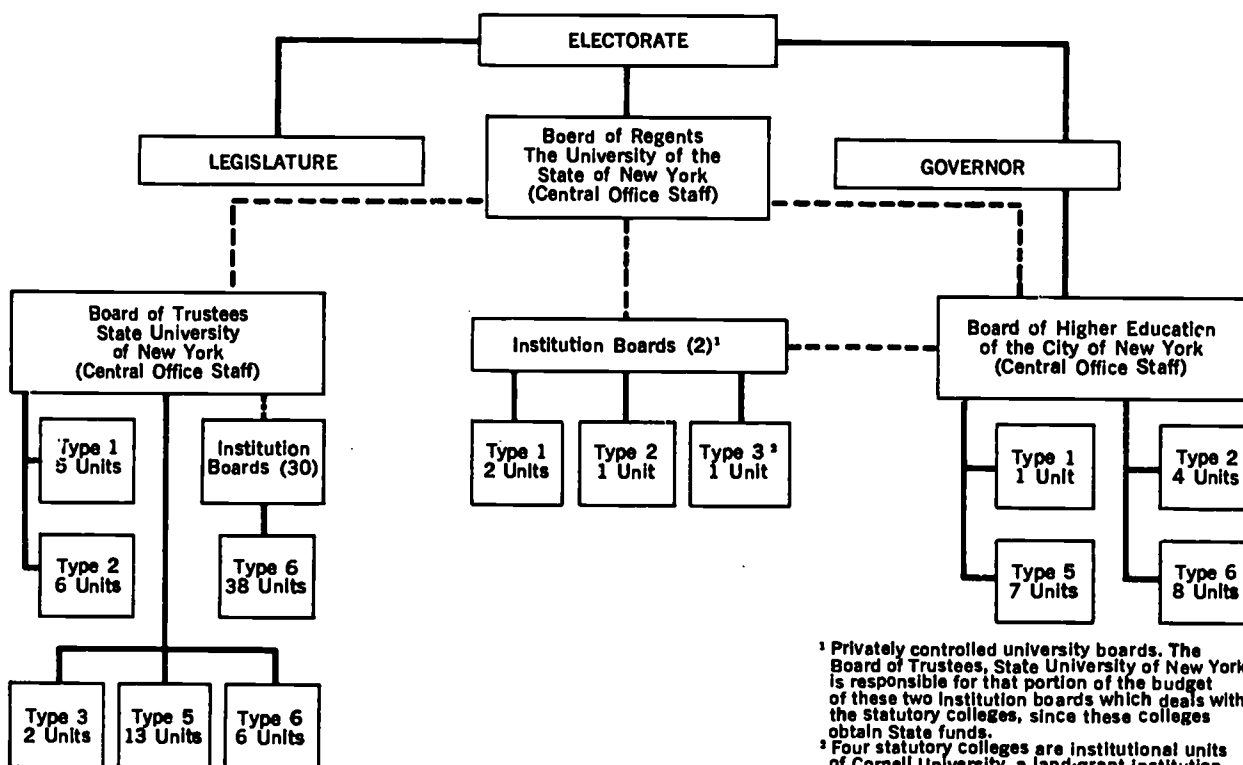 ELECTORATE
LEGISLATURE
Board of Regents
The University of the
State of New York
(Central Office Staff)
GOVERNOR
Board of Trustees
State University
of New York
(Central Office Staff)
Institution Boards (2)¹
Board of Higher Education
of the City of New York
(Central Office Staff)
Type 1
5 Units
Institution
Boards (30)
Type 2
6 Units
Type 6
38 Units
Type 3
2 Units
Type 5
13 Units
Type 6
6 Units
Type 1
2 Units
Type 2
1 Unit
Type 3 ²
1 Unit
Type 1
1 Unit
Type 2
4 Units
Type 5
7 Units
Type 6
8 Units
¹ Privately controlled university boards. The
Board of Trustees, State University of New York
is responsible for that portion of the budget
of these two institution boards which deals with
the Statutory colleges, since these colleges
obtain State funds.
² Four statutory colleges are institutional units
of Cornell University, a land-grant institution